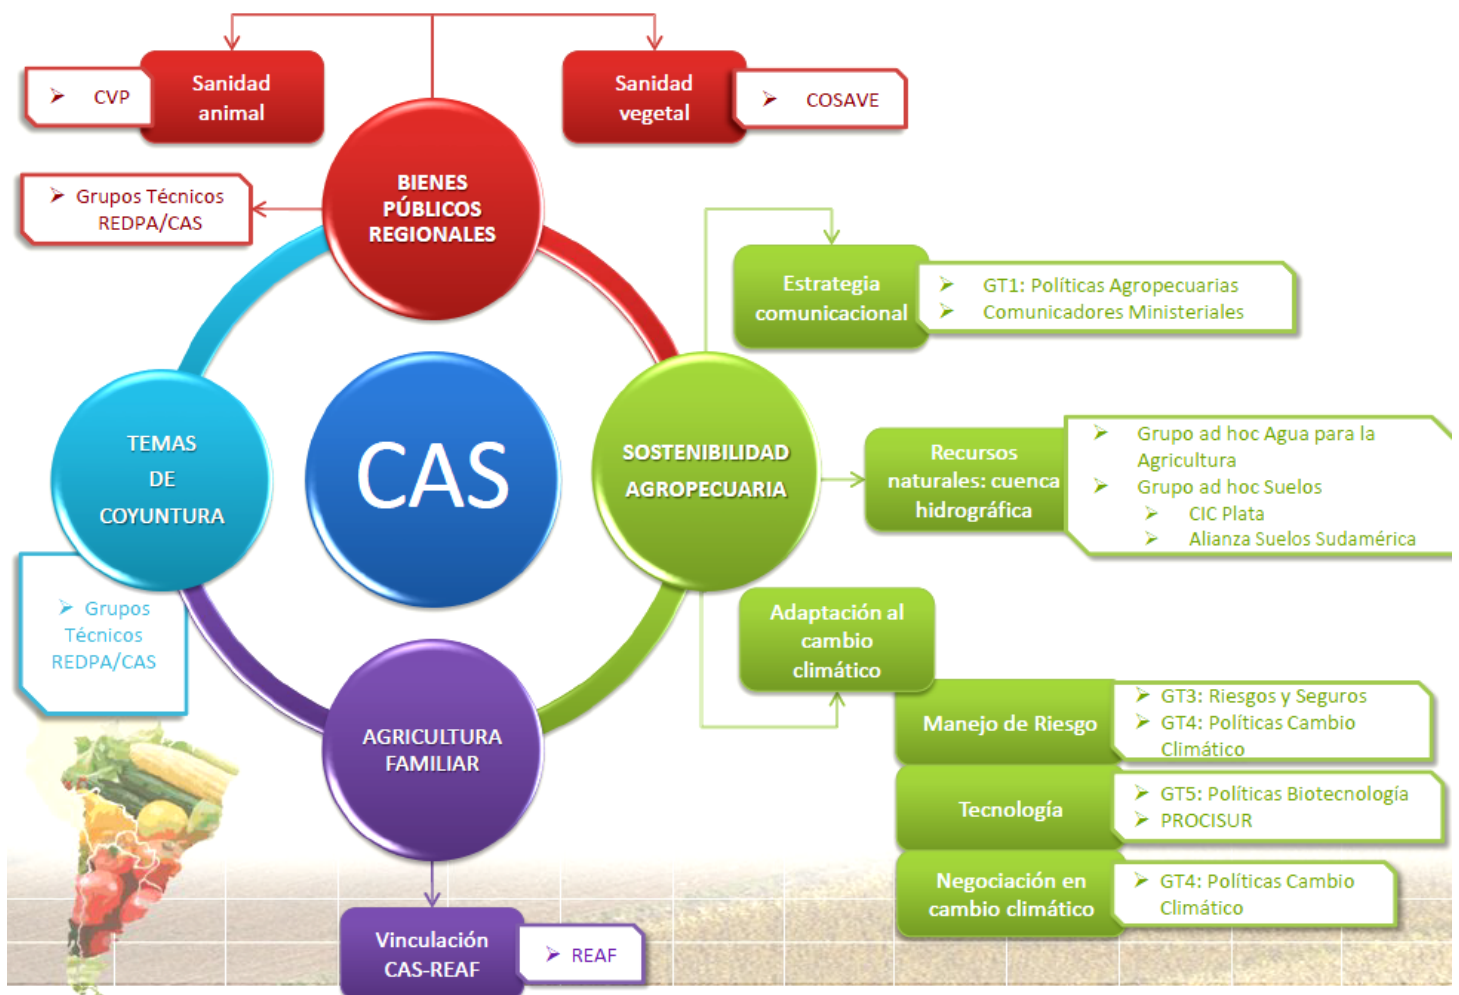 Sanidad
animal
➢ CVP
Sanidad
vegetal
➢ COSAVE
BIENES
PÚBLICOS
REGIONALES
➢ Grupos Técnicos
REDPA/CAS
Estrategia
comunicacional
➢ GT1: Políticas Agropecuarias
➢ Comunicadores Ministeriales
TEMAS
DE
COYUNTURA
CAS
SOSTENIBILIDAD
AGROPECUARIA
Recursos
naturales: cuenca
hidrográfica
➢ Grupo ad hoc Agua para la
Agricultura
➢ Grupo ad hoc Suelos
➢ CIC Plata
➢ Alianza Suelos Sudamérica
➢ Grupos
Técnicos
REDPA/CAS
Adaptación al
cambio
climático
AGRICULTURA
FAMILIAR
Manejo de Riesgo
➢ GT3: Riesgos y Seguros
➢ GT4: Políticas Cambio
Climático
Tecnología
➢ GT5: Políticas Biotecnología
➢ PROCISUR
Negociación en
cambio climático
➢ GT4: Políticas Cambio
Climático
Vinculación
CAS-REAF
➢ REAF